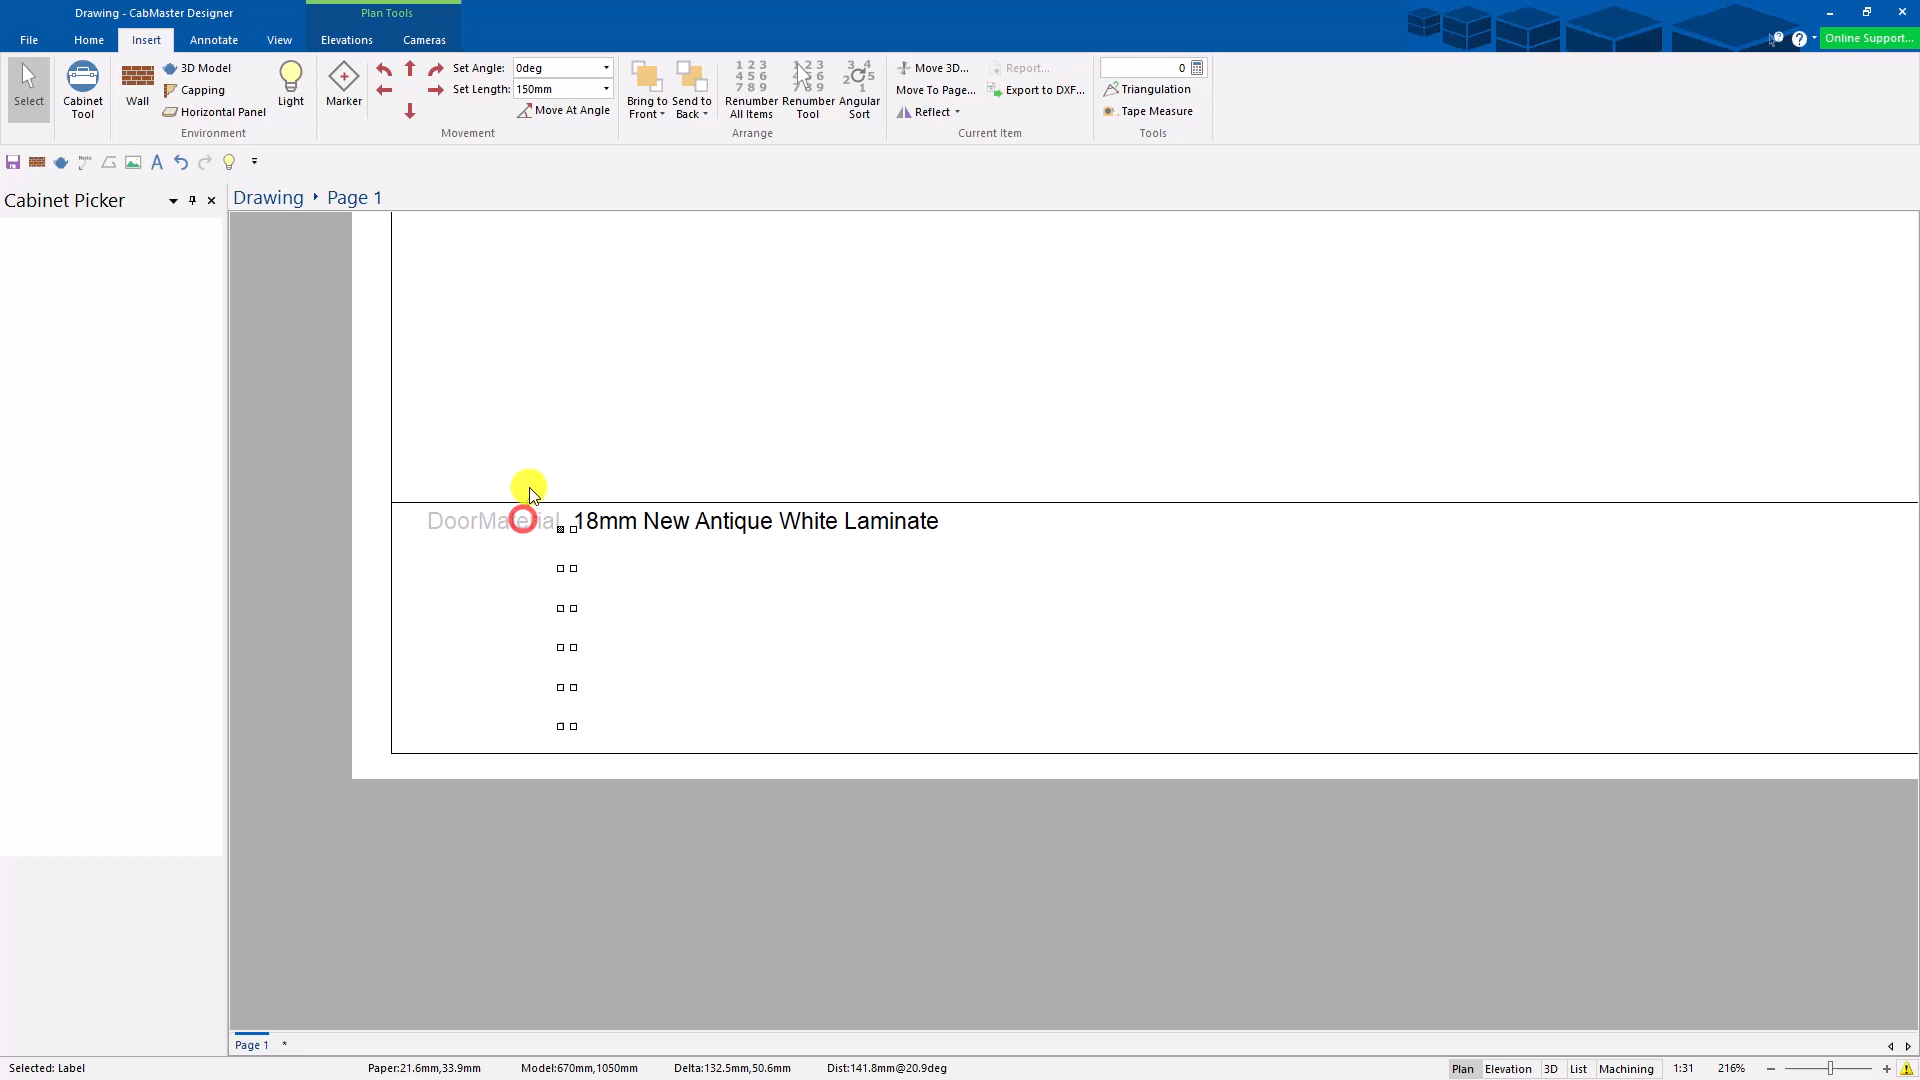 Drawing - CabMaster Designer
Plan Tools
File
Home
Insert
Annotate
View
Elevations
Cameras
Online Support...
Select
Cabinet
Tool
Wall
3D Model
Capping
Horizontal Panel
Light
Environment
Marker
Set Angle: 0deg
Set Length: 150mm
Move At Angle
Movement
Bring to
Front
Send to
Back
Renumber
All Items
Renumber
Tool
Angular
Sort
Arrange
Move 3D...
Move To Page...
Reflect
Report...
Export to DXF...
Current Item
0
Triangulation
Tape Measure
Tools
Cabinet Picker
Drawing
Page 1
DoorMaterial 18mm New Antique White Laminate
Page 1 *
Selected: Label
Paper:21.6mm,33.9mm
Model:670mm,1050mm
Delta:132.5mm,50.6mm
Dist:141.8mm@20.9deg
Plan
Elevation
3D
List
Machining
1:31
216%